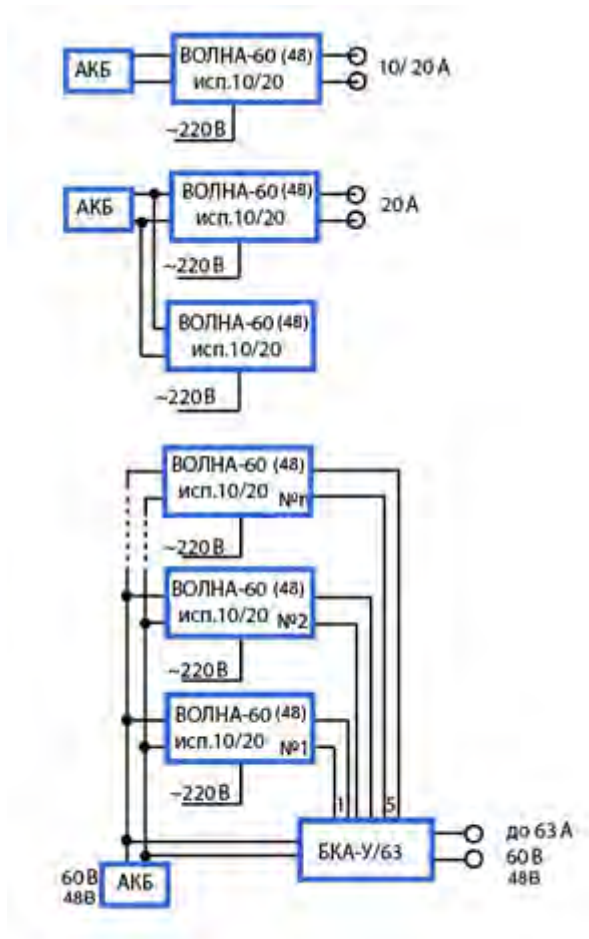 АКБ
ВОЛНА-60 (48)
исп.10/20
10/ 20 А
~220 В
АКБ
ВОЛНА-60 (48)
исп.10/20
20 А
~220 В
ВОЛНА-60 (48)
исп.10/20
~220 В
ВОЛНА-60 (48)
исп.10/20 №n
~220 В
ВОЛНА-60 (48)
исп.10/20 №2
~220 В
ВОЛНА-60 (48)
исп.10/20 №1
~220 В
1 5
БКА-У/63
до 63 А
60 В
48В
60 В
48В
АКБ